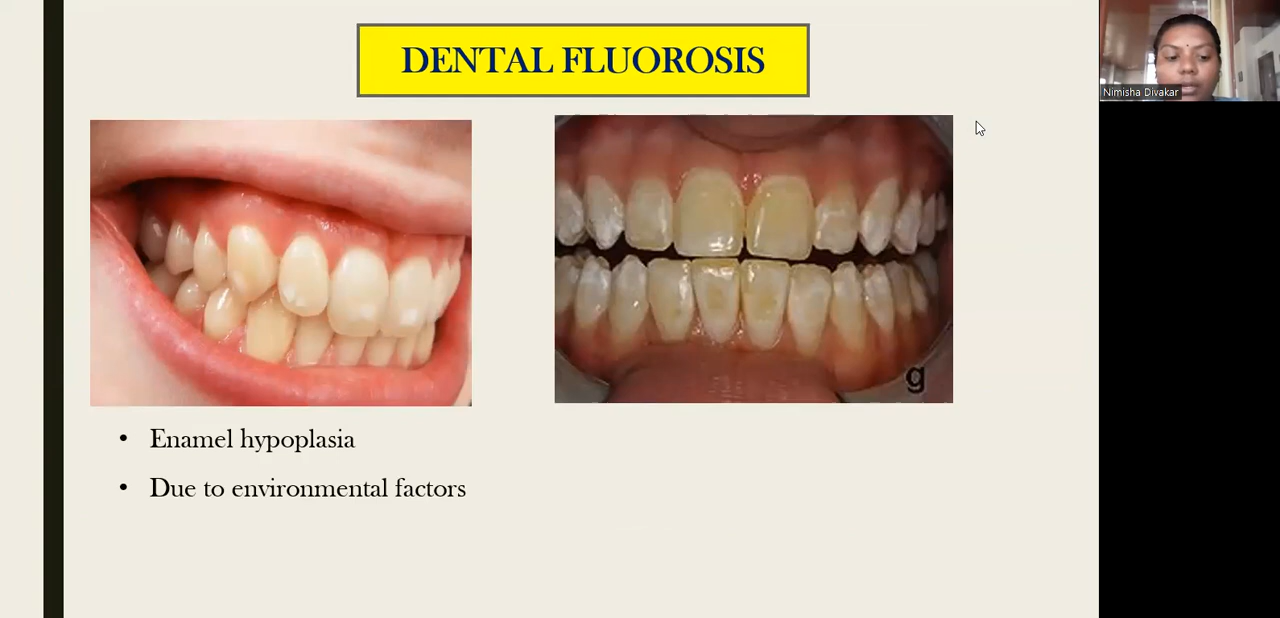 DENTAL FLUOROSIS
Nimisha Divakar
g
• Enamel hypoplasia
• Due to environmental factors